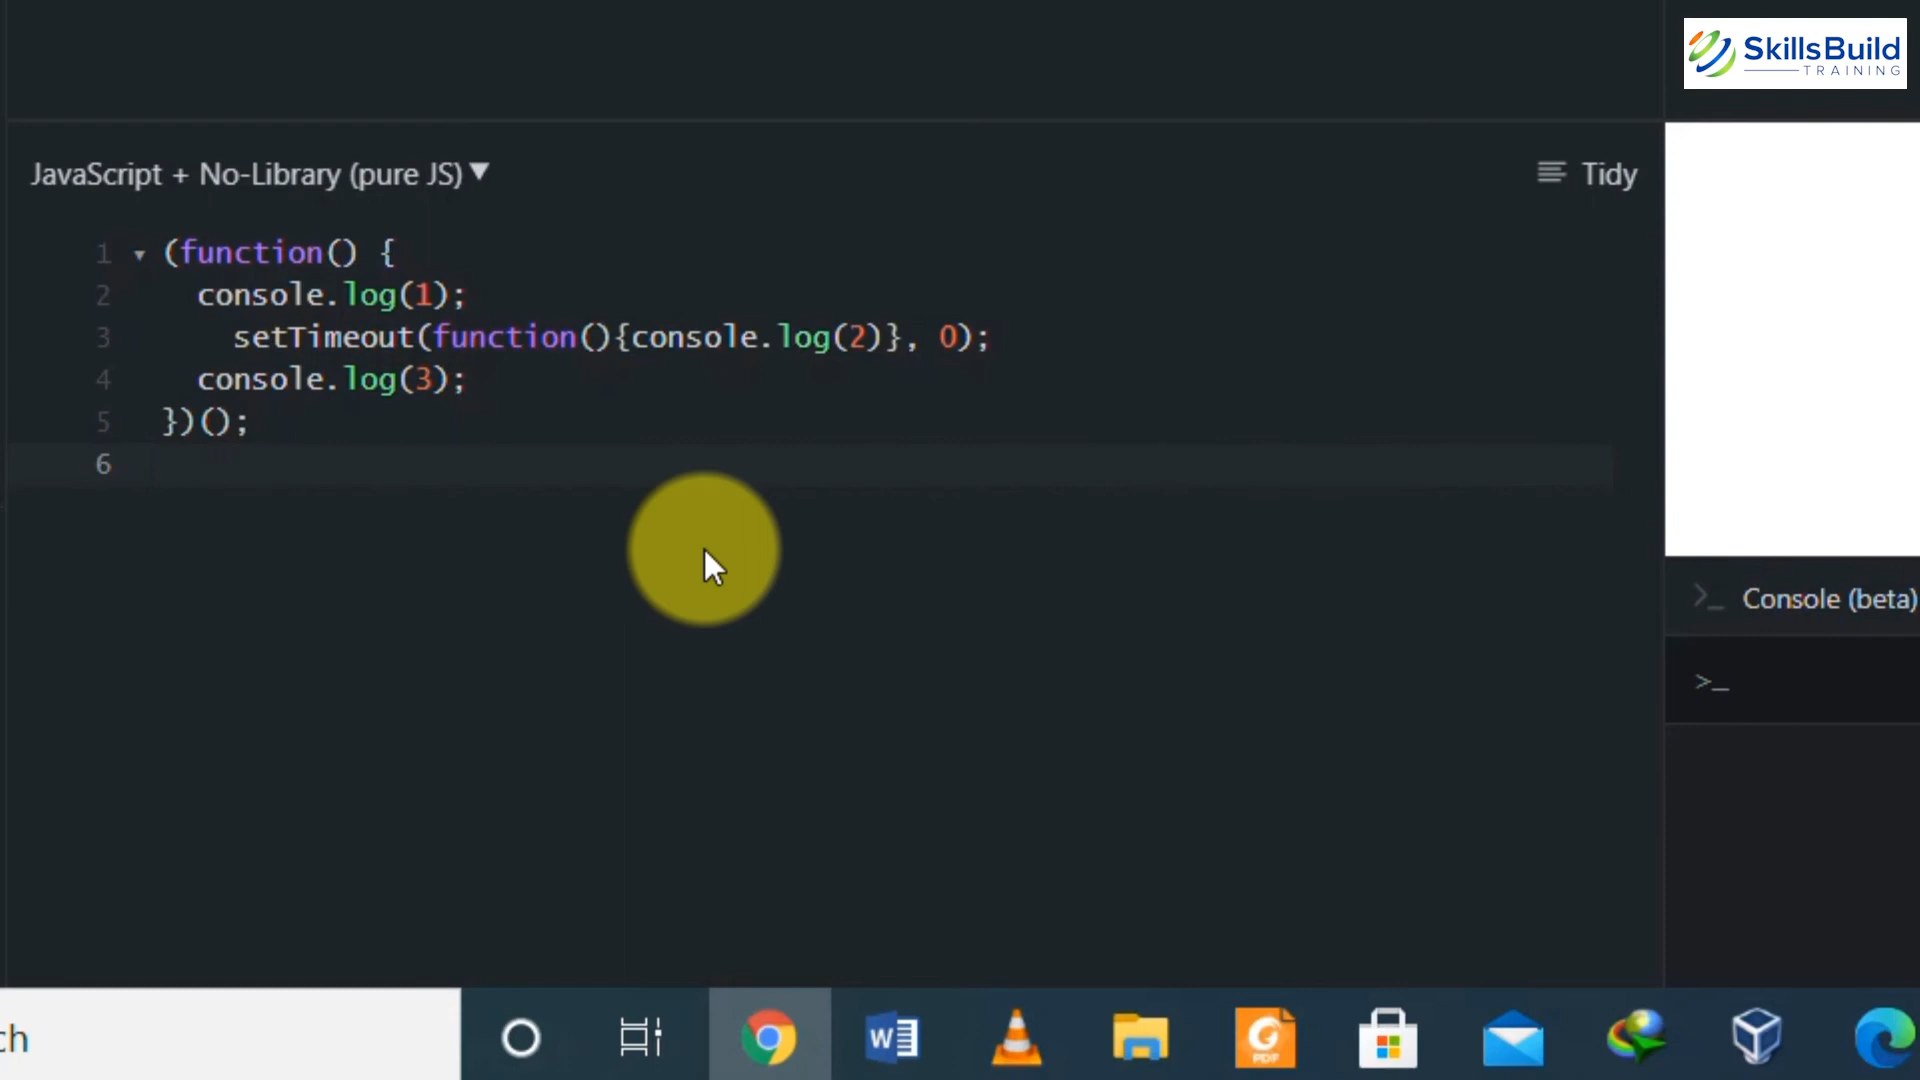 SkillsBuild
TRAINING
JavaScript + No-Library (pure JS) ▼
Tidy
1 (function() {
2 console.log(1);
3 setTimeout(function(){console.log(2)}, 0);
4 console.log(3);
5 })();
6
>_ Console (beta)
>_
ch
W
PDF